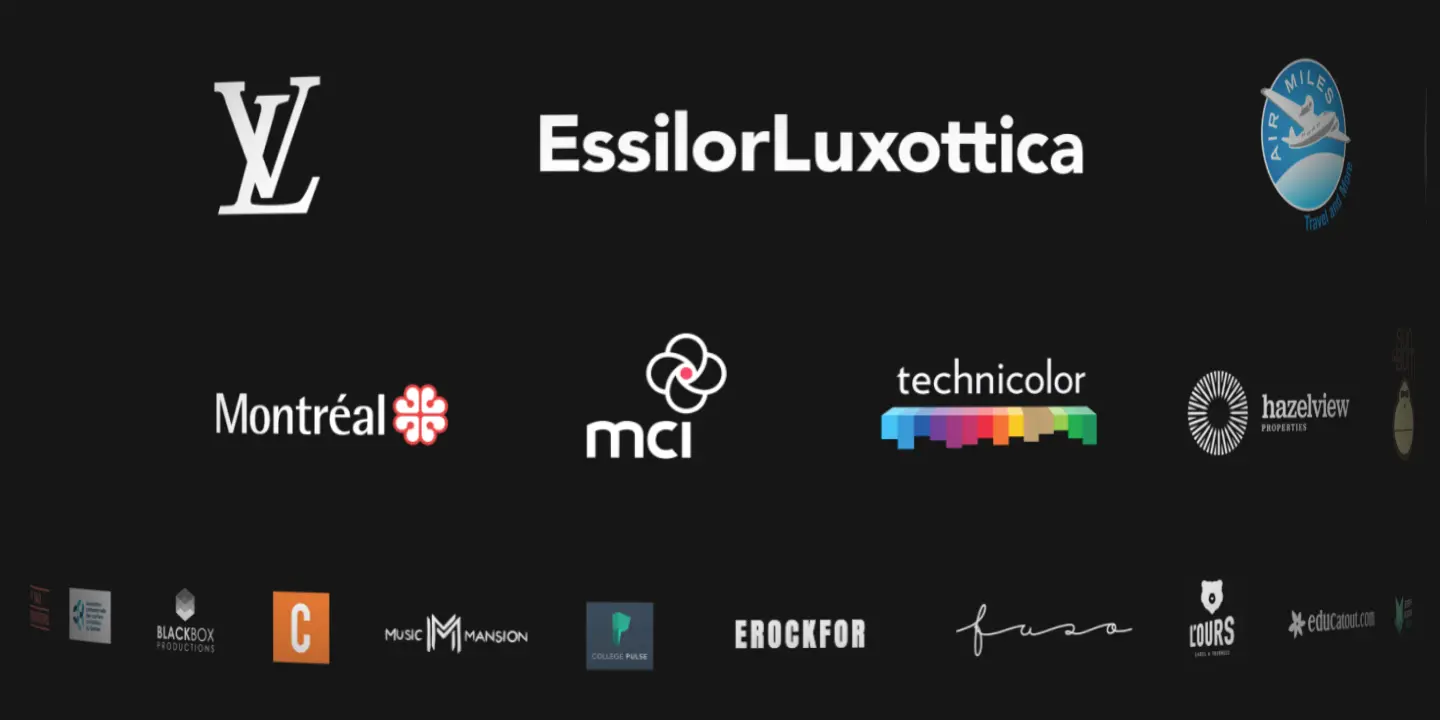 LV
EssilorLuxottica
AIR MILES
Travel and More
Montréal
mci
technicolor
hazelview
PROPERTIES
BLACKBOX
PRODUCTIONS
C
MUSIC M MANSION
COLLEGE PULSE
EROCKFOR
fuso
L'OURS
educatout.com